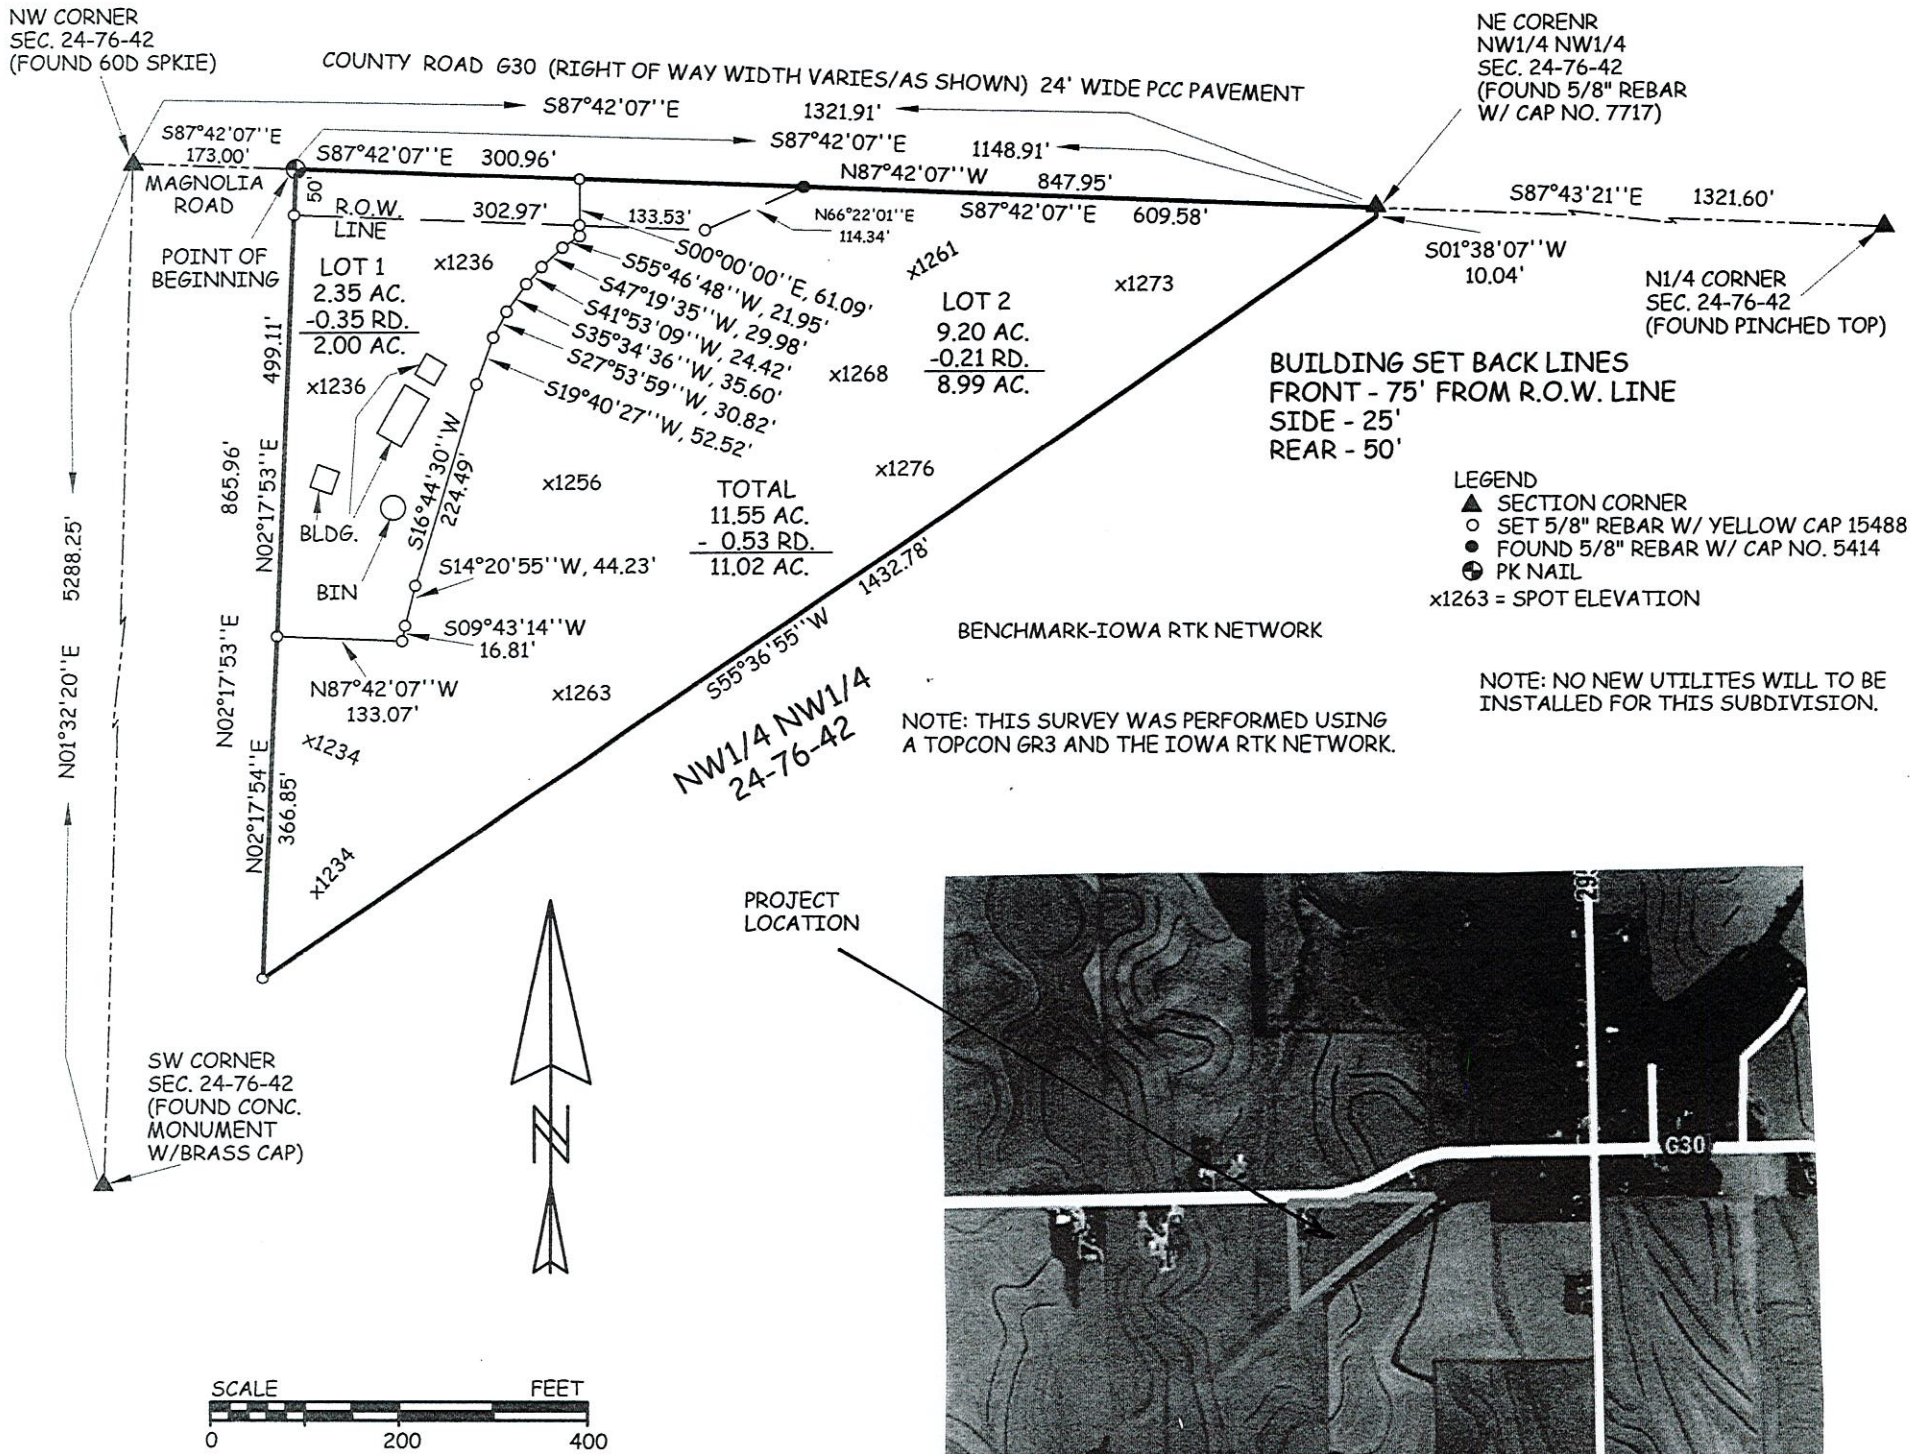 NW CORNER
SEC. 24-76-42
(FOUND 60D SPKIE)
COUNTY ROAD G30 (RIGHT OF WAY WIDTH VARIES/AS SHOWN) 24' WIDE PCC PAVEMENT
NE CORENR
NW1/4 NW1/4
SEC. 24-76-42
(FOUND 5/8" REBAR
W/ CAP NO. 7717)
S87°42'07''E 1321.91'
S87°42'07''E 1148.91'
S87°42'07''E
173.00'
S87°42'07''E 300.96'
N87°42'07''W 847.95'
S87°42'07''E 609.58'
S87°43'21''E 1321.60'
MAGNOLIA
ROAD
50'
R.O.W.
LINE
302.97'
133.53'
N66°22'01''E
114.34'
S01°38'07''W
10.04'
N1/4 CORNER
SEC. 24-76-42
(FOUND PINCHED TOP)
POINT OF
BEGINNING
LOT 1
2.35 AC.
-0.35 RD.
2.00 AC.
x1236
x1236
S00°00'00''E, 61.09'
S55°46'48''W, 21.95'
S47°19'35''W, 29.98'
S41°53'09''W, 24.42'
S35°34'36''W, 35.60'
S27°53'59''W, 30.82'
S19°40'27''W, 52.52'
x1261
x1273
LOT 2
9.20 AC.
-0.21 RD.
8.99 AC.
x1268
x1276
x1256
BUILDING SET BACK LINES
FRONT - 75' FROM R.O.W. LINE
SIDE - 25'
REAR - 50'
499.11'
865.96'
N02°17'53''E
S16°44'30''W
224.49'
BLDG.
BIN
TOTAL
11.55 AC.
- 0.53 RD.
11.02 AC.
LEGEND
SECTION CORNER
SET 5/8" REBAR W/ YELLOW CAP 15488
FOUND 5/8" REBAR W/ CAP NO. 5414
PK NAIL
x1263 = SPOT ELEVATION
5288.25'
N01°32'20''E
S14°20'55''W, 44.23'
S09°43'14''W
16.81'
N87°42'07''W
133.07'
x1263
N02°17'53''E
N02°17'54''E
366.85'
x1234
x1234
S55°36'55''W 1432.78'
NW1/4 NW1/4
24-76-42
BENCHMARK-IOWA RTK NETWORK
NOTE: THIS SURVEY WAS PERFORMED USING
A TOPCON GR3 AND THE IOWA RTK NETWORK.
NOTE: NO NEW UTILITES WILL TO BE
INSTALLED FOR THIS SUBDIVISION.
PROJECT
LOCATION
N
SW CORNER
SEC. 24-76-42
(FOUND CONC.
MONUMENT
W/BRASS CAP)
G30
SCALE FEET
0 200 400